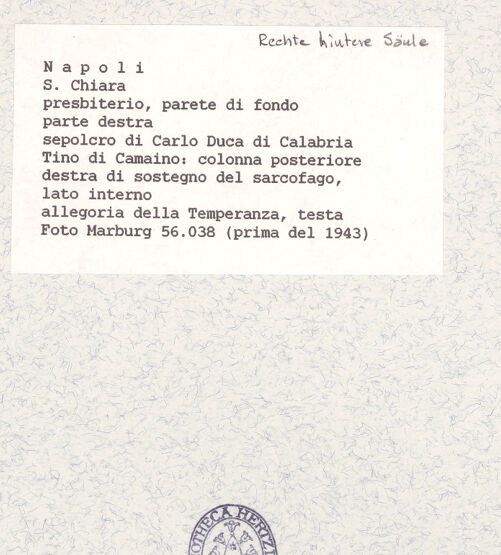 Rechte hintere Säule
N a p o l i
S. Chiara
presbiterio, parete di fondo
parte destra
sepolcro di Carlo Duca di Calabria
Tino di Camaino: colonna posteriore
destra di sostegno del sarcofago,
lato interno
allegoria della Temperanza, testa
Foto Marburg 56.038 (prima del 1943)